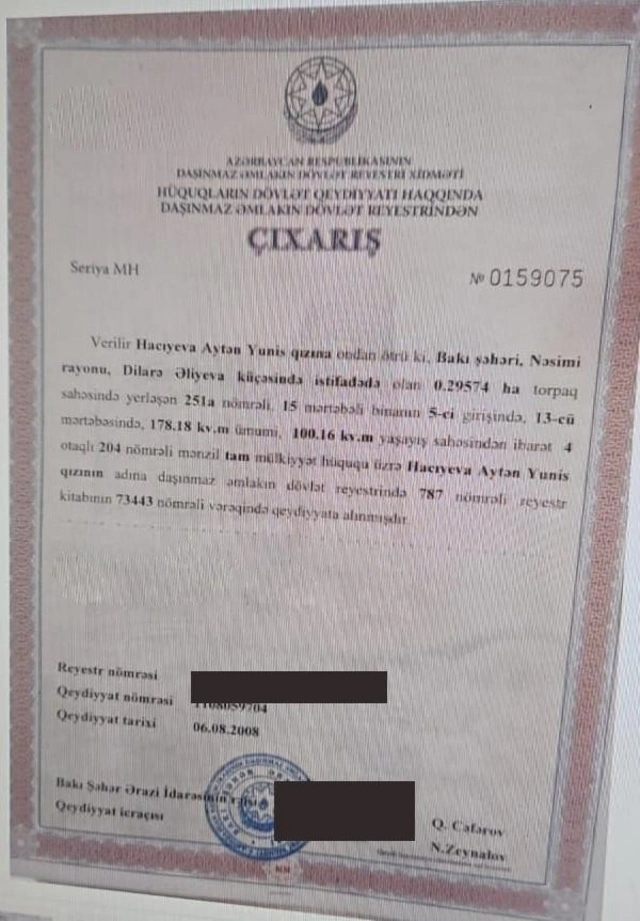 AZƏRBAYCAN RESPUBLİKASININ
DAŞINMAZ ƏMLAKIN DÖVLƏT REYESTRİ XİDMƏTİ
HÜQUQLARIN DÖVLƏT QEYDİYYATI HAQQINDA
DAŞINMAZ ƏMLAKIN DÖVLƏT REYESTRİNDƏN
ÇIXARIŞ
Seriya MH
№ 0159075
Verilir Hacıyeva Aytən Yunis qızına ondan ötrü ki, Bakı şəhəri, Nəsimi
rayonu, Dilarə Əliyeva küçəsində istifadədə olan 0.29574 ha torpaq
sahəsində yerləşən 251a nömrəli, 15 mərtəbəli binanın 5-ci girişində, 13-cü
mərtəbəsində, 178.18 kv.m ümumi, 100.16 kv.m yaşayış sahəsindən ibarət 4
otaqlı 204 nömrəli mənzil tam mülkiyyət hüququ üzrə Hacıyeva Aytən Yunis
qızının adına daşınmaz əmlakın dövlət reyestrində 787 nömrəli reyestr
kitabının 73443 nömrəli vərəqində qeydiyyata alınmışdır.
Reyestr nömrəsi
Qeydiyyat nömrəsi 1108059704
Qeydiyyat tarixi 06.08.2008
Bakı Şəhər Ərazi İdarəsinin rəisi
Q. Cəfərov
Qeydiyyat icraçısı
N.Zeynalov